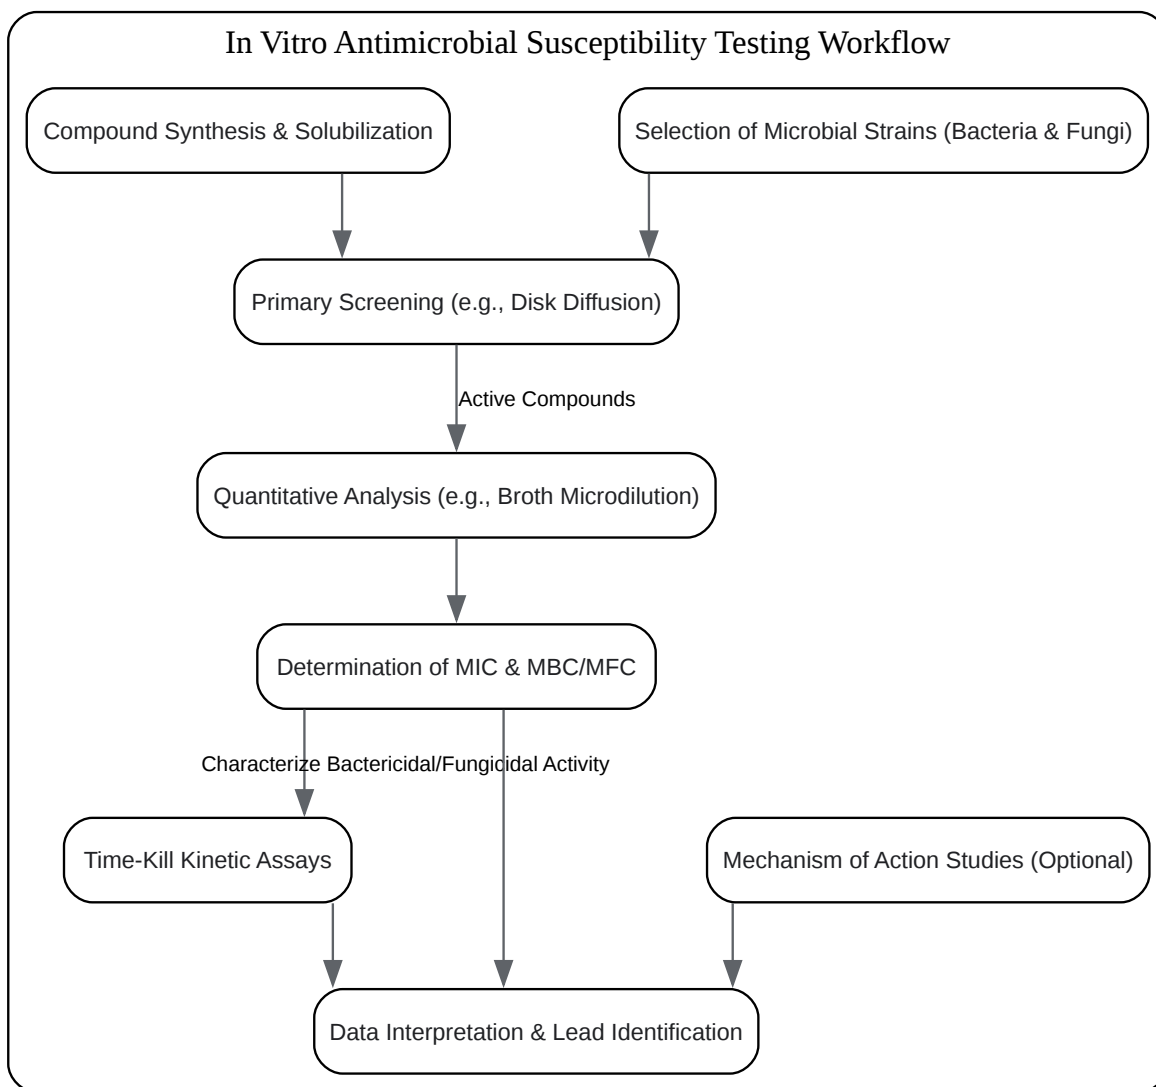 In Vitro Antimicrobial Susceptibility Testing Workflow
Compound Synthesis & Solubilization
Selection of Microbial Strains (Bacteria & Fungi)
Primary Screening (e.g., Disk Diffusion)
Active Compounds
Quantitative Analysis (e.g., Broth Microdilution)
Determination of MIC & MBC/MFC
Characterize Bactericidal/Fungicidal Activity
Time-Kill Kinetic Assays
Mechanism of Action Studies (Optional)
Data Interpretation & Lead Identification